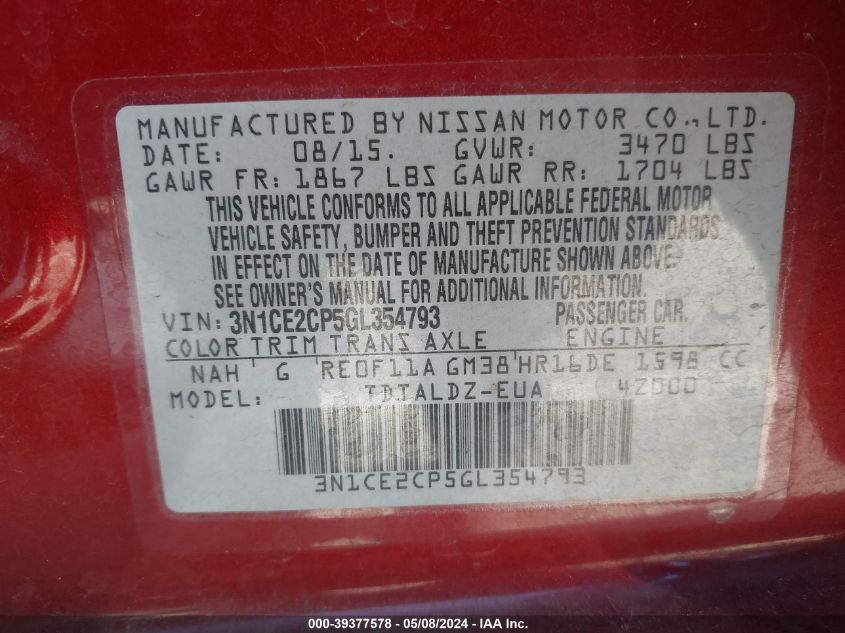 MANUFACTURED BY NISSAN MOTOR CO., LTD.
DATE: 08/15. GVWR: 3470 LBS
GAWR FR: 1867 LBS GAWR RR: 1704 LBS
THIS VEHICLE CONFORMS TO ALL APPLICABLE FEDERAL MOTOR
VEHICLE SAFETY, BUMPER AND THEFT PREVENTION STANDARDS
IN EFFECT ON THE DATE OF MANUFACTURE SHOWN ABOVE.
SEE OWNER'S MANUAL FOR ADDITIONAL INFORMATION.
VIN: 3N1CE2CP5GL354793 PASSENGER CAR.
COLOR TRIM TRANS AXLE ENGINE
NAH G RE0F11A GM38 HR16DE 1598 CC
MODEL: TDTALDZ-EUA 4Z000
3N1CE2CP5GL354793
000-39377578 - 05/08/2024 - IAA Inc.